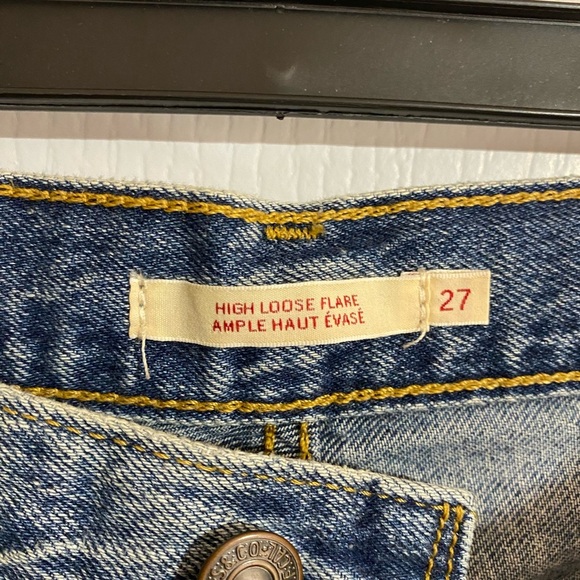 HIGH LOOSE FLARE
AMPLE HAUT ÉVASÉ
27